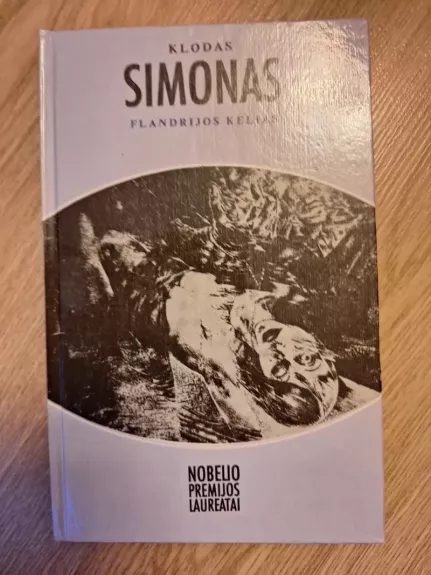 KLODAS
SIMONAS
FLANDRIJOS KELIAS
NOBELIO
PREMIJOS
LAUREATAI